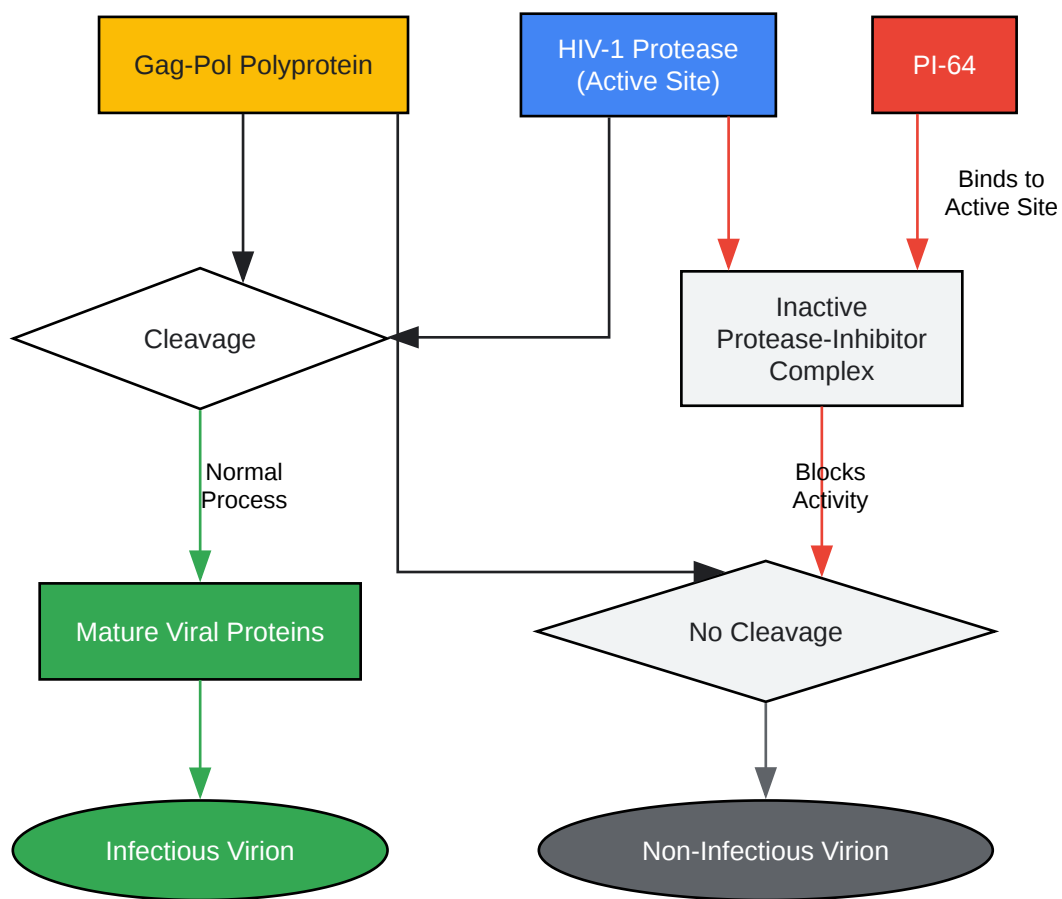 Gag-Pol Polyprotein
HIV-1 Protease
(Active Site)
PI-64
Binds to
Active Site
Cleavage
Inactive
Protease-Inhibitor
Complex
Normal
Process
Blocks
Activity
Mature Viral Proteins
No Cleavage
Infectious Virion
Non-Infectious Virion